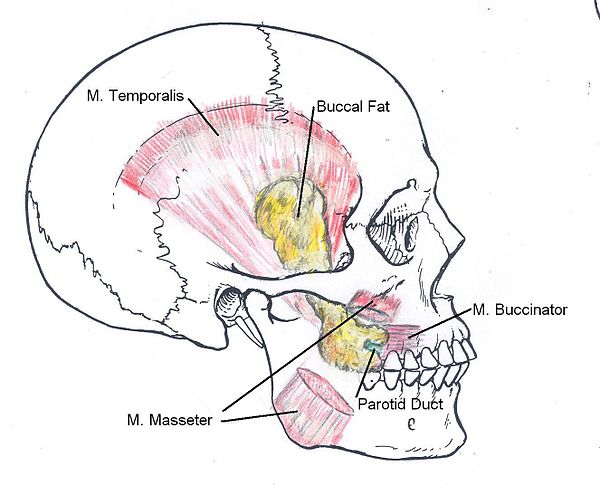 M. Temporalis
Buccal Fat
M. Buccinator
Parotid Duct
M. Masseter